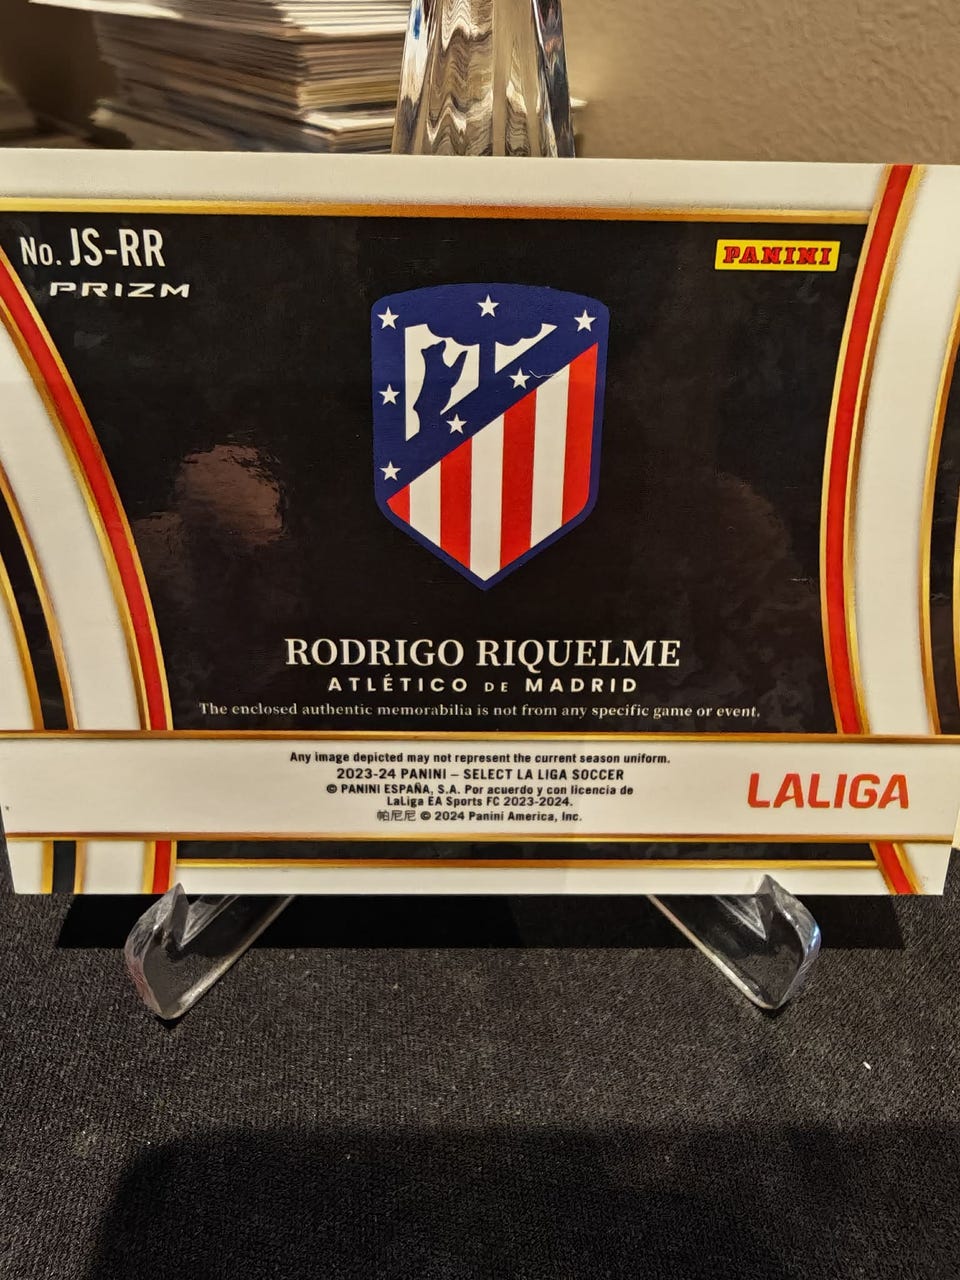 No. JS-RR
PRIZM
PANINI
RODRIGO RIQUELME
ATLÉTICO DE MADRID
The enclosed authentic memorabilia is not from any specific game or event.
Any image depicted may not represent the current season uniform.
2023-24 PANINI – SELECT LA LIGA SOCCER
© PANINI ESPAÑA, S.A. Por acuerdo y con licencia de
LaLiga EA Sports FC 2023-2024.
帕尼尼 © 2024 Panini America, Inc.
LALIGA